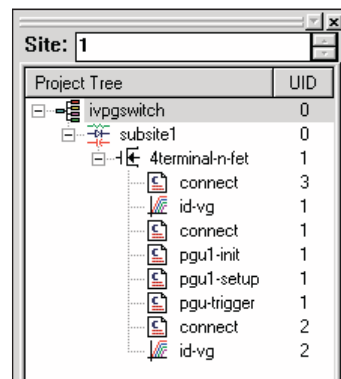 Site: 1
Project Tree UID
ivpgswitch 0
subsite1 0
4terminal-n-fet 1
connect 3
id-vg 1
connect 1
pgu1-init 1
pgu1-setup 1
pgu-trigger 1
connect 2
id-vg 2